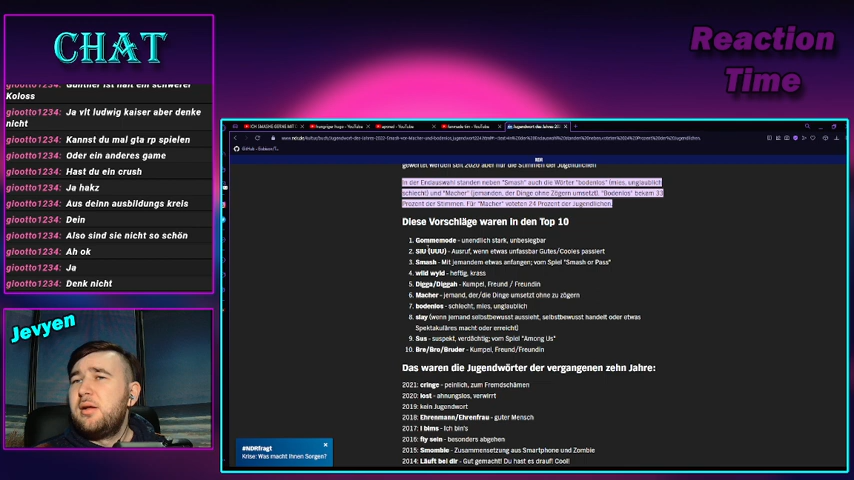 CHAT
Reaction
Time
giootto1234: Günther ist halt ein schwerer
Koloss
giootto1234: Ja vlt ludwig kaiser aber denke
nicht
giootto1234: Kannst du mal gta rp spielen
giootto1234: Oder ein anderes game
giootto1234: Hast du ein crush
giootto1234: Ja hakz
giootto1234: Aus deinn ausbildungs kreis
giootto1234: Dein
giootto1234: Also sind sie nicht so schön
giootto1234: Ah ok
giootto1234: Ja
giootto1234: Denk nicht
Jevyen
NDR
gewertet werden seit 2020 aber nur die Stimmen der Jugendlichen
In der Endauswahl standen neben "Smash" auch die Wörter "bodenlos" (mies, unglaublich
schlecht) und "Macher" (jemanden, der Dinge ohne Zögern umsetzt). "Bodenlos" bekam 33
Prozent der Stimmen. Für "Macher" voteten 24 Prozent der Jugendlichen.
Diese Vorschläge waren in den Top 10
1. Gommemode - unendlich stark, unbesiegbar
2. SIU (UUU) - Ausruf, wenn etwas unfassbar Gutes/Cooles passiert
3. Smash - Mit jemandem etwas anfangen; vom Spiel "Smash or Pass"
4. wild wyld - heftig, krass
5. Digga/Diggah - Kumpel, Freund / Freundin
6. Macher - jemand, der/die Dinge umsetzt ohne zu zögern
7. bodenlos - schlecht, mies, unglaublich
8. slay (wenn jemand selbstbewusst aussieht, selbstbewusst handelt oder etwas
Spektakuläres macht oder erreicht)
9. Sus - suspekt, verdächtig; vom Spiel "Among Us"
10. Bre/Bro/Bruder - Kumpel, Freund/Freundin
Das waren die Jugendwörter der vergangenen zehn Jahre:
2021: cringe - peinlich, zum Fremdschämen
2020: lost - ahnungslos, verwirrt
2019: kein Jugendwort
2018: Ehrenmann/Ehrenfrau - guter Mensch
2017: I bims - Ich bin's
2016: fly sein - besonders abgehen
2015: Smombie - Zusammensetzung aus Smartphone und Zombie
2014: Läuft bei dir - Gut gemacht! Du hast es drauf! Cool!
#NDRfragt
Krise: Was macht Ihnen Sorgen?